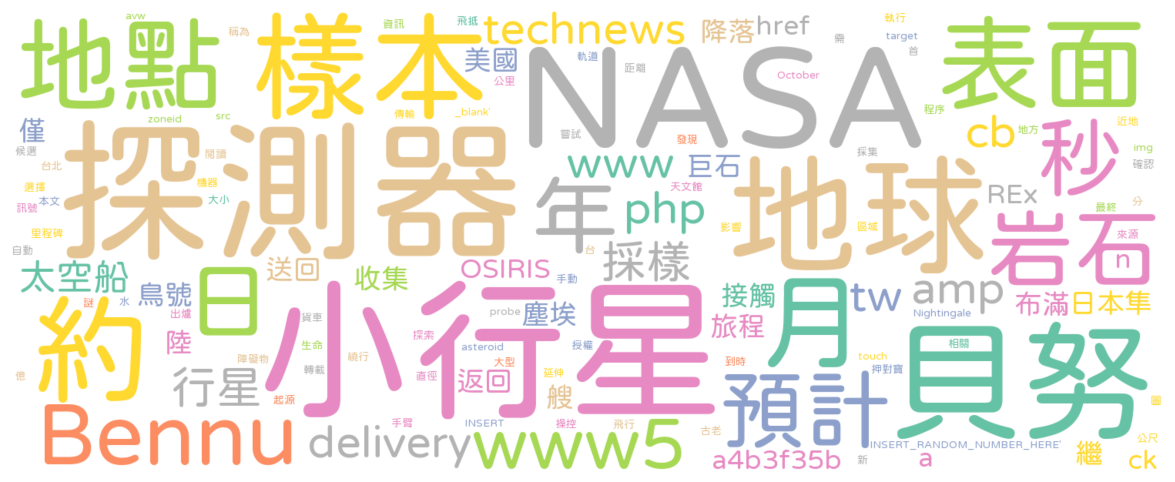 avw
資訊 飛抵
稱為
technews 降落 href 執行
target
地點 樣本 美國 軌道 距離 需 首 表面
公里 NASA October
zoneid src 傳輸 _blank' 程序
僅 嘗試 發現 cb 地方 近地
候選 閱讀 採集 秒 img
台北 探測器 www 巨石 地球 確認
選擇 機器 天文館 REx
本文 大小 年 php 最終 分
訊號
里程碑 影響 區域 岩石 來源
自動 台 採樣 n
太空船 送回 收集 OSIRIS 手動
日 鳥號 謎 水 接觸 月 tw amp 布滿 日本隼
出爐 貨車 probe 塵埃 旅程 Nightingale
約 小行星 貝努
陸 探索 生命 asteroid 授權 相關
障礙物 繞行 大型 到時 touch
億 行星 轉載 直徑 返回 延伸 押對寶
起源 艘 預計
Bennu 手臂 INSERT 操控 飛行 古老 圈
delivery www5 INSERT_RANDOM_NUMBER_HERE' 公尺
a4b3f35b 新 a 繼 ck